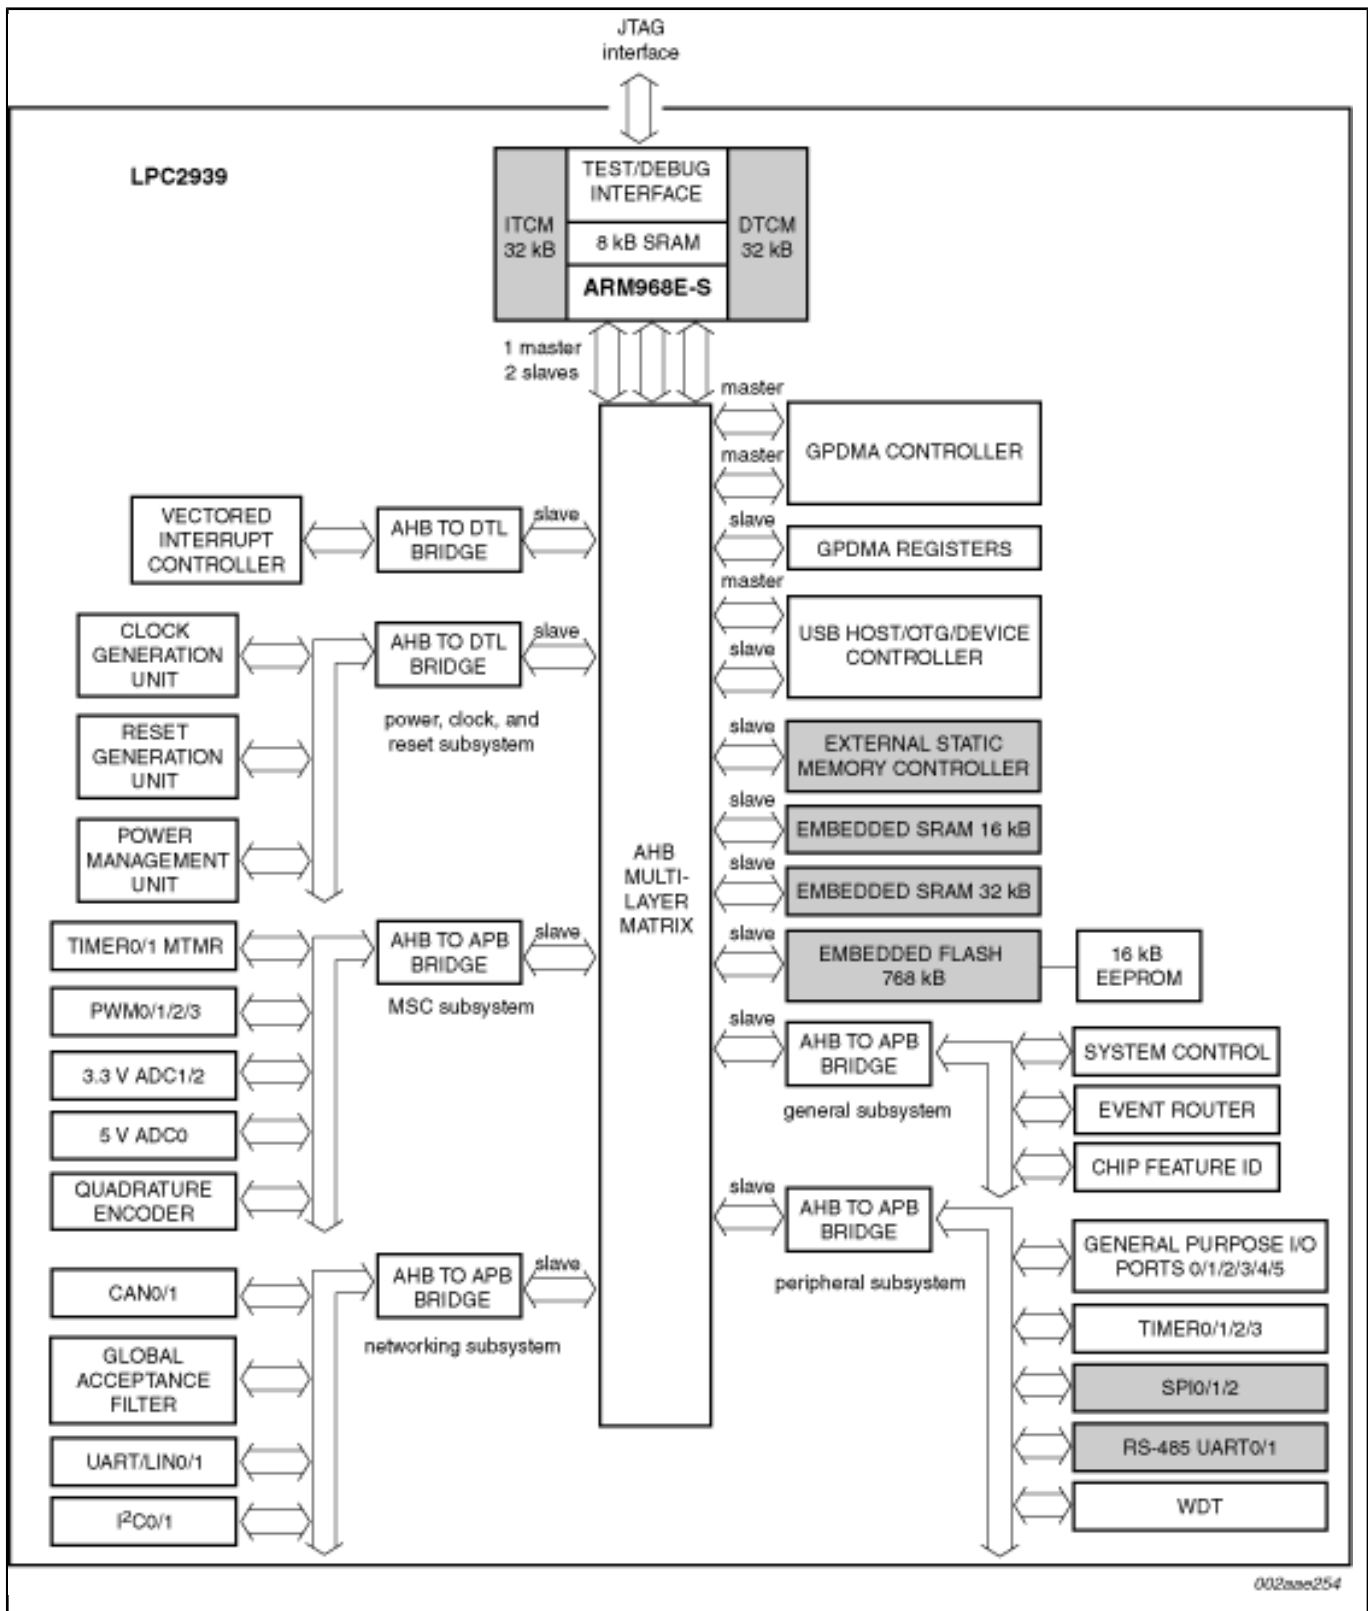 JTAG
interface
LPC2939
ITCM
32 kB
TEST/DEBUG
INTERFACE
8 kB SRAM
ARM968E-S
DTCM
32 kB
1 master
2 slaves
master
GPDMA CONTROLLER
master
VECTORED
INTERRUPT
CONTROLLER
AHB TO DTL
BRIDGE
slave
slave
GPDMA REGISTERS
master
USB HOST/OTG/DEVICE
CONTROLLER
slave
CLOCK
GENERATION
UNIT
AHB TO DTL
BRIDGE
slave
power, clock, and
reset subsystem
RESET
GENERATION
UNIT
slave
EXTERNAL STATIC
MEMORY CONTROLLER
slave
EMBEDDED SRAM 16 kB
POWER
MANAGEMENT
UNIT
AHB
MULTI-
LAYER
MATRIX
slave
EMBEDDED SRAM 32 kB
TIMER0/1 MTMR
AHB TO APB
BRIDGE
slave
MSC subsystem
slave
EMBEDDED FLASH
768 kB
16 kB
EEPROM
PWM0/1/2/3
3.3 V ADC1/2
5 V ADC0
QUADRATURE
ENCODER
slave
AHB TO APB
BRIDGE
general subsystem
SYSTEM CONTROL
EVENT ROUTER
CHIP FEATURE ID
slave
AHB TO APB
BRIDGE
peripheral subsystem
GENERAL PURPOSE I/O
PORTS 0/1/2/3/4/5
CAN0/1
AHB TO APB
BRIDGE
slave
networking subsystem
TIMER0/1/2/3
GLOBAL
ACCEPTANCE
FILTER
SPI0/1/2
UART/LIN0/1
RS-485 UART0/1
I²C0/1
WDT
002aae254